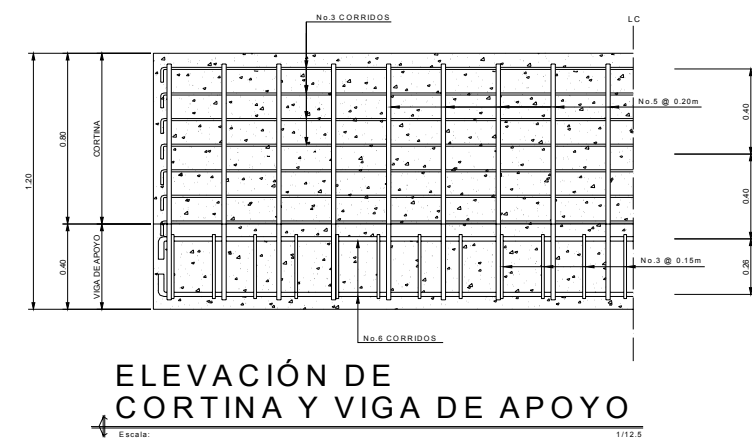 No.3 CORRIDOS
LC
1.20
0.80
CORTINA
0.40
VIGA DE APOYO
No.5 @ 0.20m
0.40
0.40
0.26
No.3 @ 0.15m
No.6 CORRIDOS
ELEVACIÓN DE
CORTINA Y VIGA DE APOYO
Escala:
1/12.5